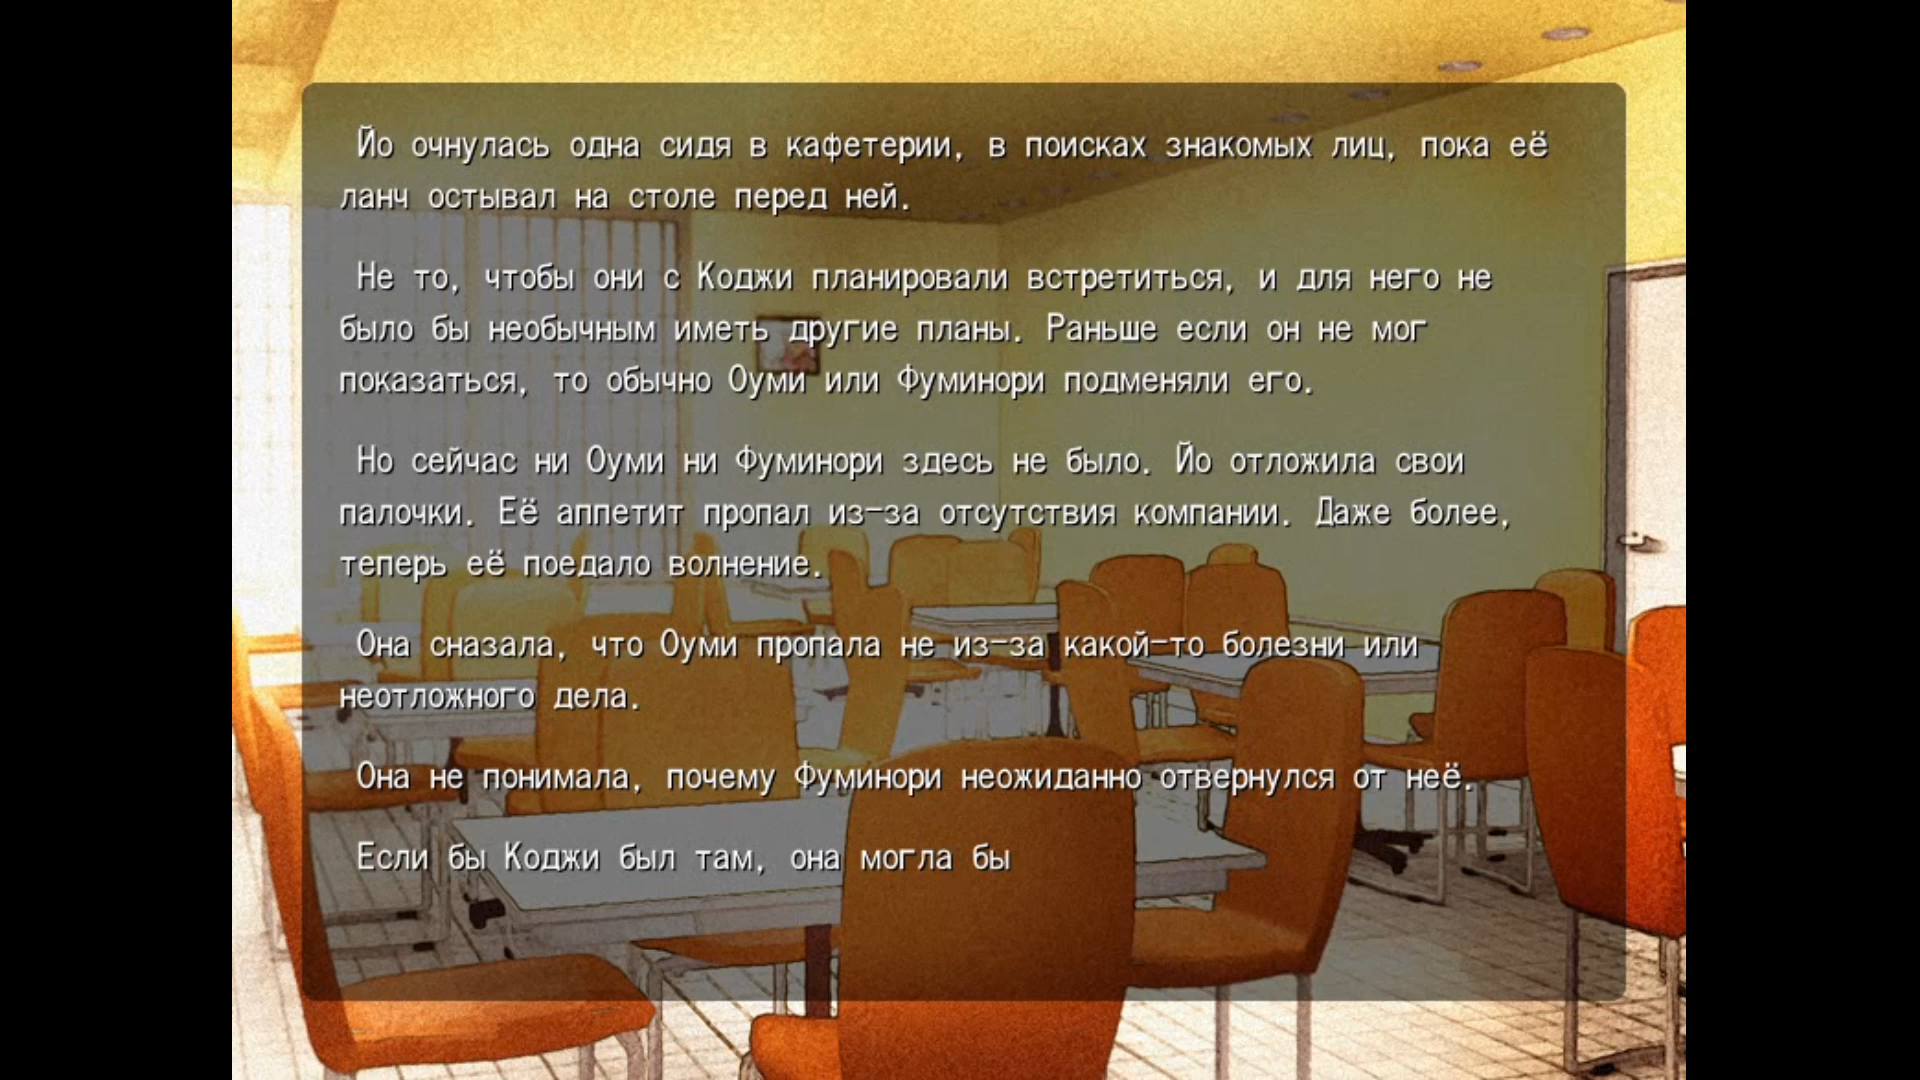 Йо очнулась одна сидя в кафетерии, в поисках знакомых лиц, пока её
ланч остывал на столе перед ней.
Не то, чтобы они с Коджи планировали встретиться, и для него не
было бы необычным иметь другие планы. Раньше если он не мог
показаться, то обычно Оуми или Фуминори подменяли его.
Но сейчас ни Оуми ни Фуминори здесь не было. Йо отложила свои
палочки. Её аппетит пропал из-за отсутствия компании. Даже более,
теперь её поедало волнение.
Она сназала, что Оуми пропала не из-за какой-то болезни или
неотложного дела.
Она не понимала, почему Фуминори неожиданно отвернулся от неё.
Если бы Коджи был там, она могла бы